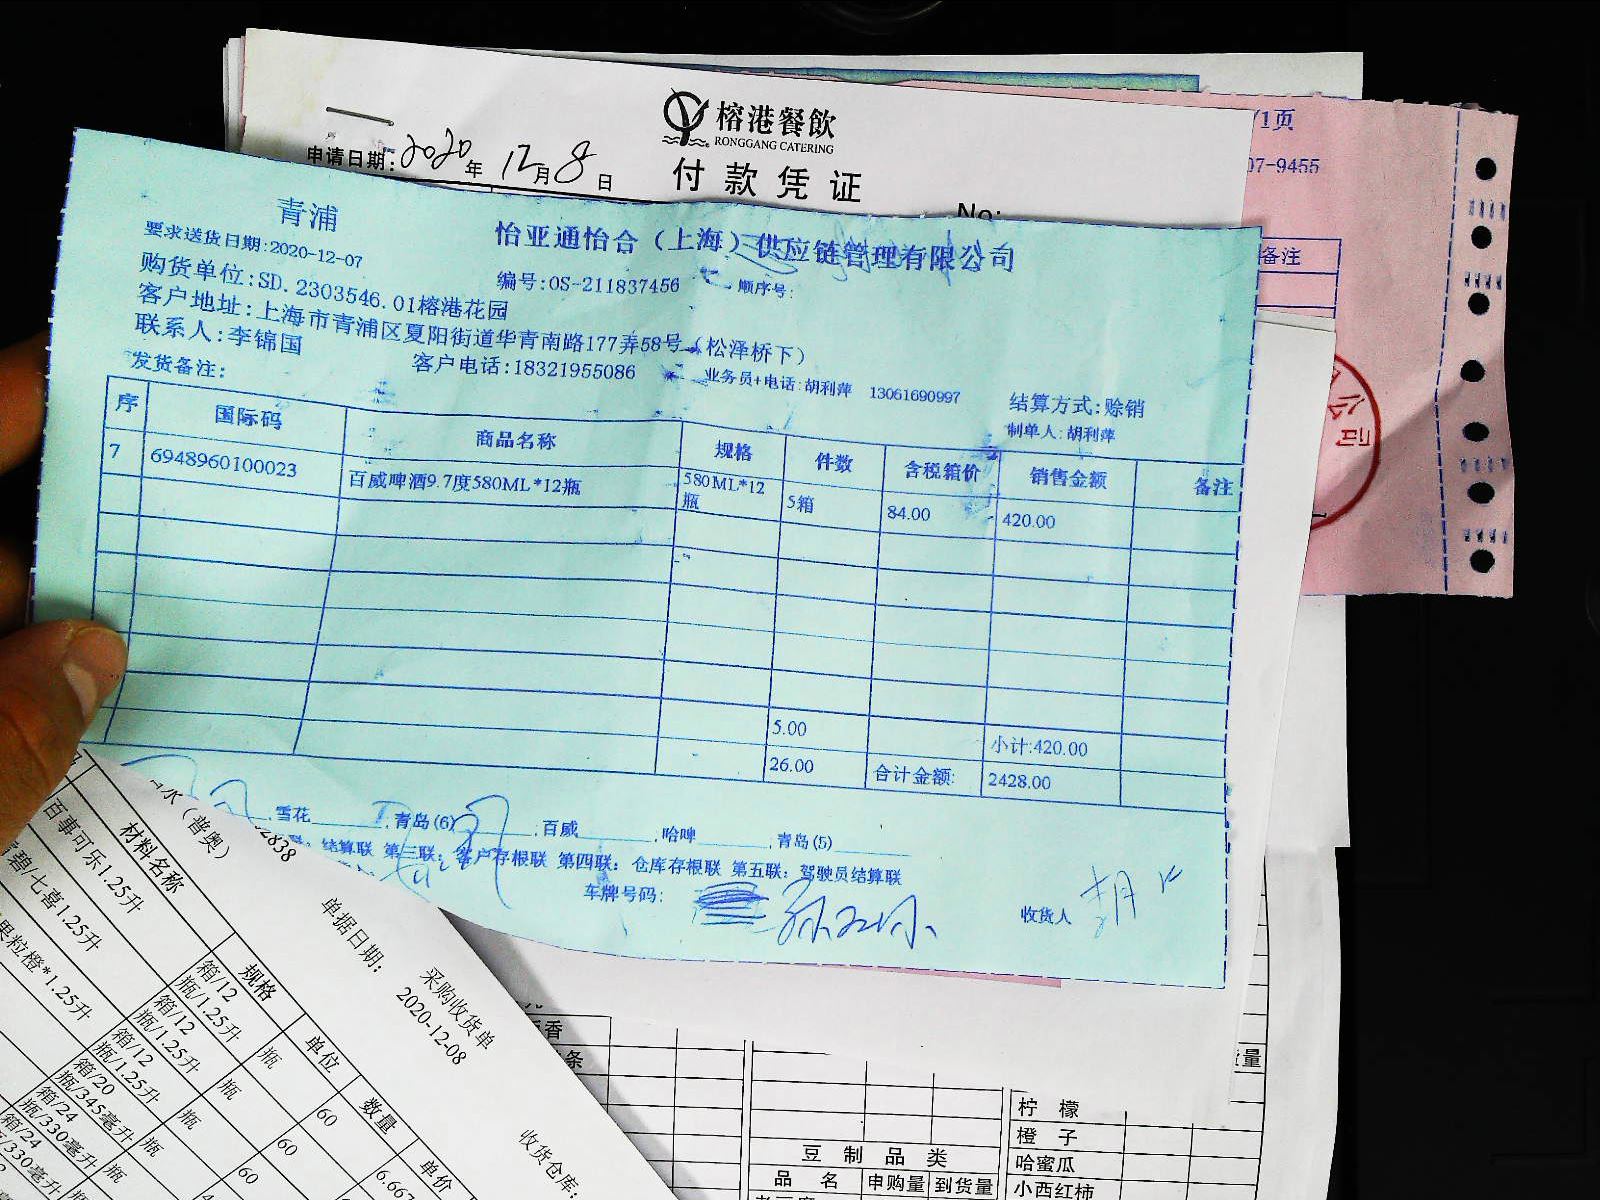 榕港餐飲
RONGGANG CATERING
申请日期:2020年12月8日
付款凭证
No:
/1页
07-9455
备注
公司
青浦
怡亚通怡合（上海）供应链管理有限公司
要求送货日期:2020-12-07
编号:OS-211837456
顺序号:
购货单位:SD.2303546.01榕港花园
客户地址:上海市青浦区夏阳街道华青南路177弄58号（松泽桥下）
联系人:李锦国
客户电话:18321955086
业务员+电话:胡利萍 13061690997
结算方式:赊销
发货备注:
制单人:胡利萍
序 国际码 商品名称 规格 件数 含税箱价 销售金额 备注
7 6948960100023 百威啤酒9.7度580ML*12瓶 580ML*12瓶 5箱 84.00 420.00
5.00 小计:420.00
26.00 合计金额: 2428.00
,雪花 ,青岛(6) ,百威 ,哈啤 ,青岛(5)
结算联 第三联: 客户存根联 第四联: 仓库存根联 第五联: 驾驶员结算联
车牌号码:
收货人
水（普奥）
2838
采购收货单
单据日期:
2020-12-08
收货仓库:
材料名称 规格 单位 数量 单价
百事可乐1.25升 箱/12瓶/1.25升 瓶 60 6.667
碧/七喜1.25升 箱/12瓶/1.25升 瓶 60
果粒橙*1.25升 箱/12瓶/1.25升 瓶 60
箱/20瓶/345毫升 瓶
箱/24瓶/330毫升 瓶
箱/24瓶/330毫升
香
条
豆制品类
品名 申购量 到货量
量
柠檬
橙子
哈蜜瓜
小西红柿